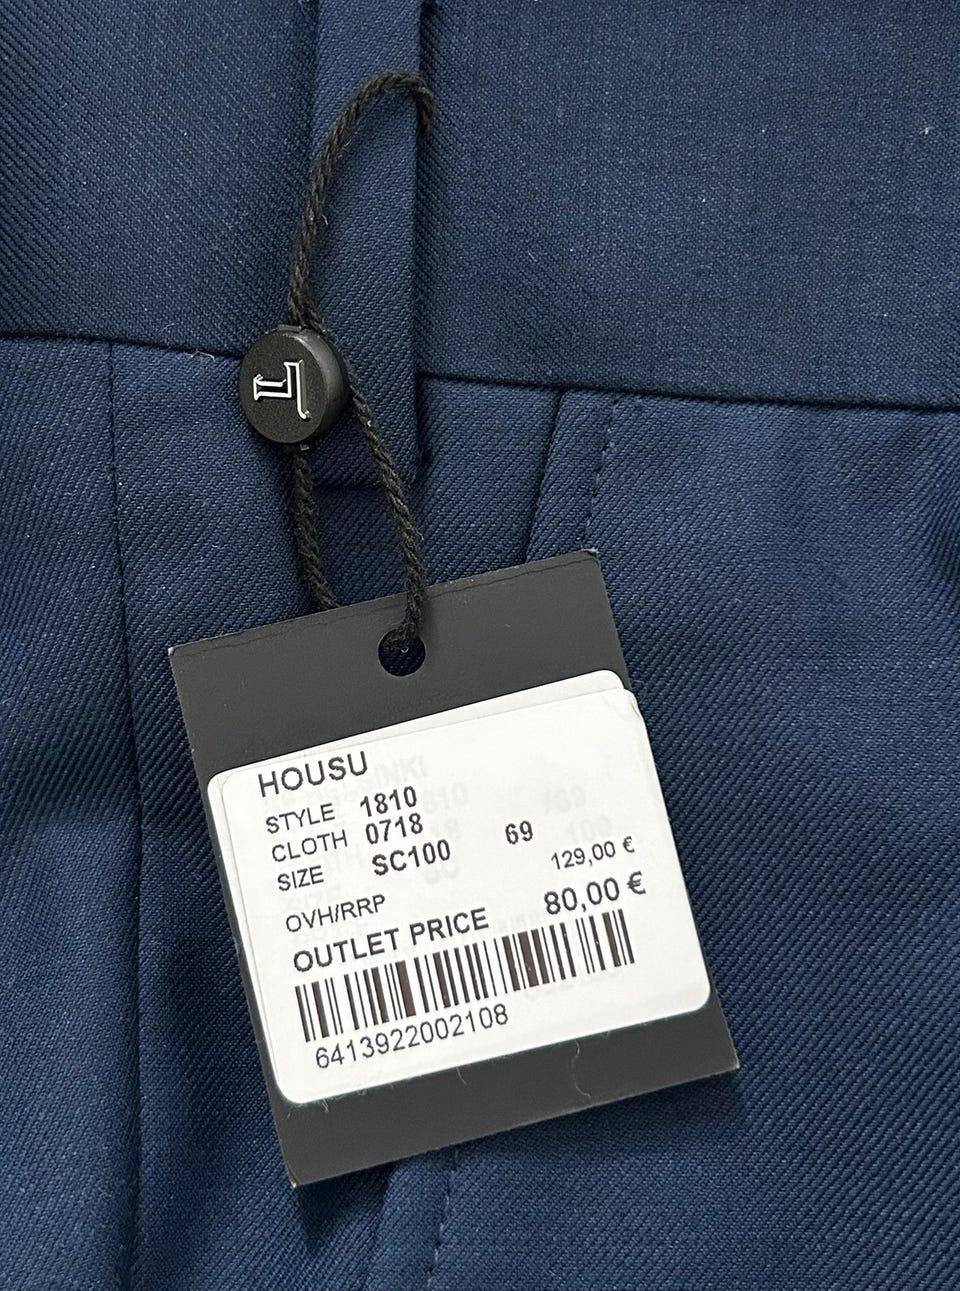 HOUSU
STYLE 1810
CLOTH 0718 69
SIZE SC100
OVH/RRP 129,00 €
OUTLET PRICE 80,00 €
6413922002108